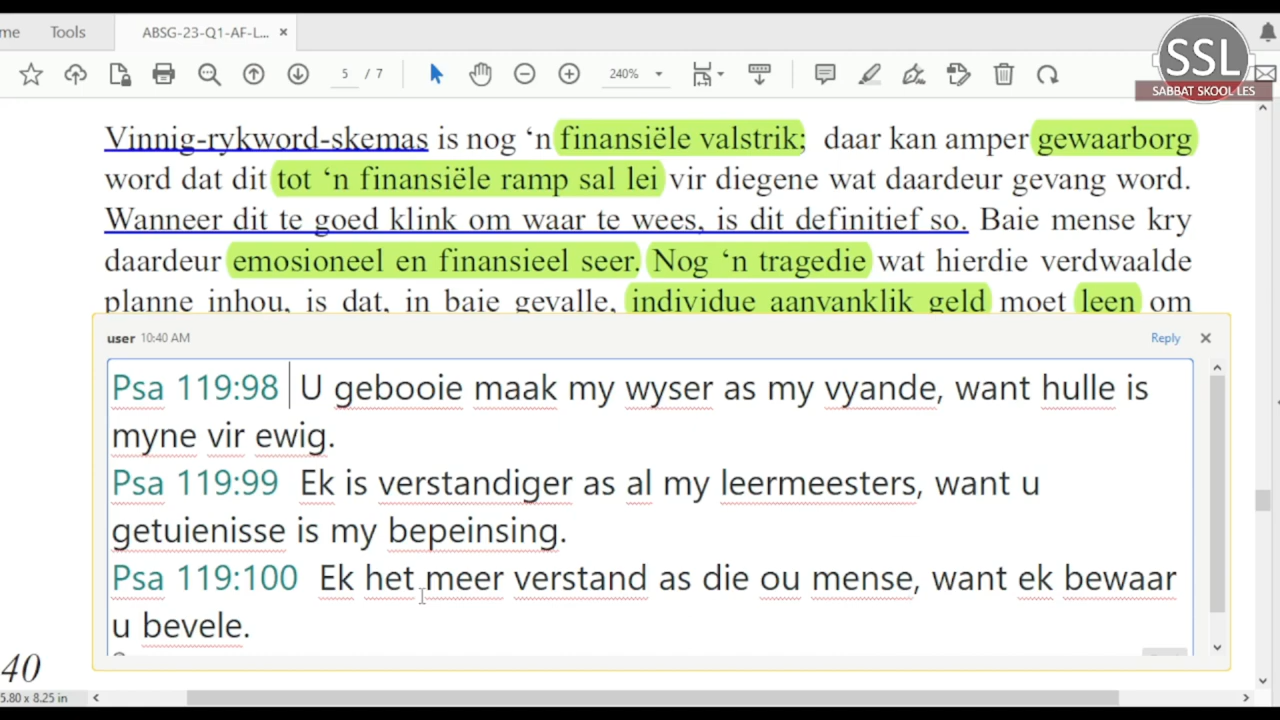 me
Tools
ABSG-23-Q1-AF-L... ×
SSL
SABBAT SKOOL LES
5 / 7
240%
Vinnig-rykword-skemas is nog ‘n finansiële valstrik; daar kan amper gewaarborg
word dat dit tot ‘n finansiële ramp sal lei vir diegene wat daardeur gevang word.
Wanneer dit te goed klink om waar te wees, is dit definitief so. Baie mense kry
daardeur emosioneel en finansieel seer. Nog ‘n tragedie wat hierdie verdwaalde
planne inhou, is dat, in baie gevalle, individue aanvanklik geld moet leen om
user 10:40 AM
Reply ×
Psa 119:98 U gebooie maak my wyser as my vyande, want hulle is
myne vir ewig.
Psa 119:99 Ek is verstandiger as al my leermeesters, want u
getuienisse is my bepeinsing.
Psa 119:100 Ek het meer verstand as die ou mense, want ek bewaar
u bevele.
40
5.80 x 8.25 in